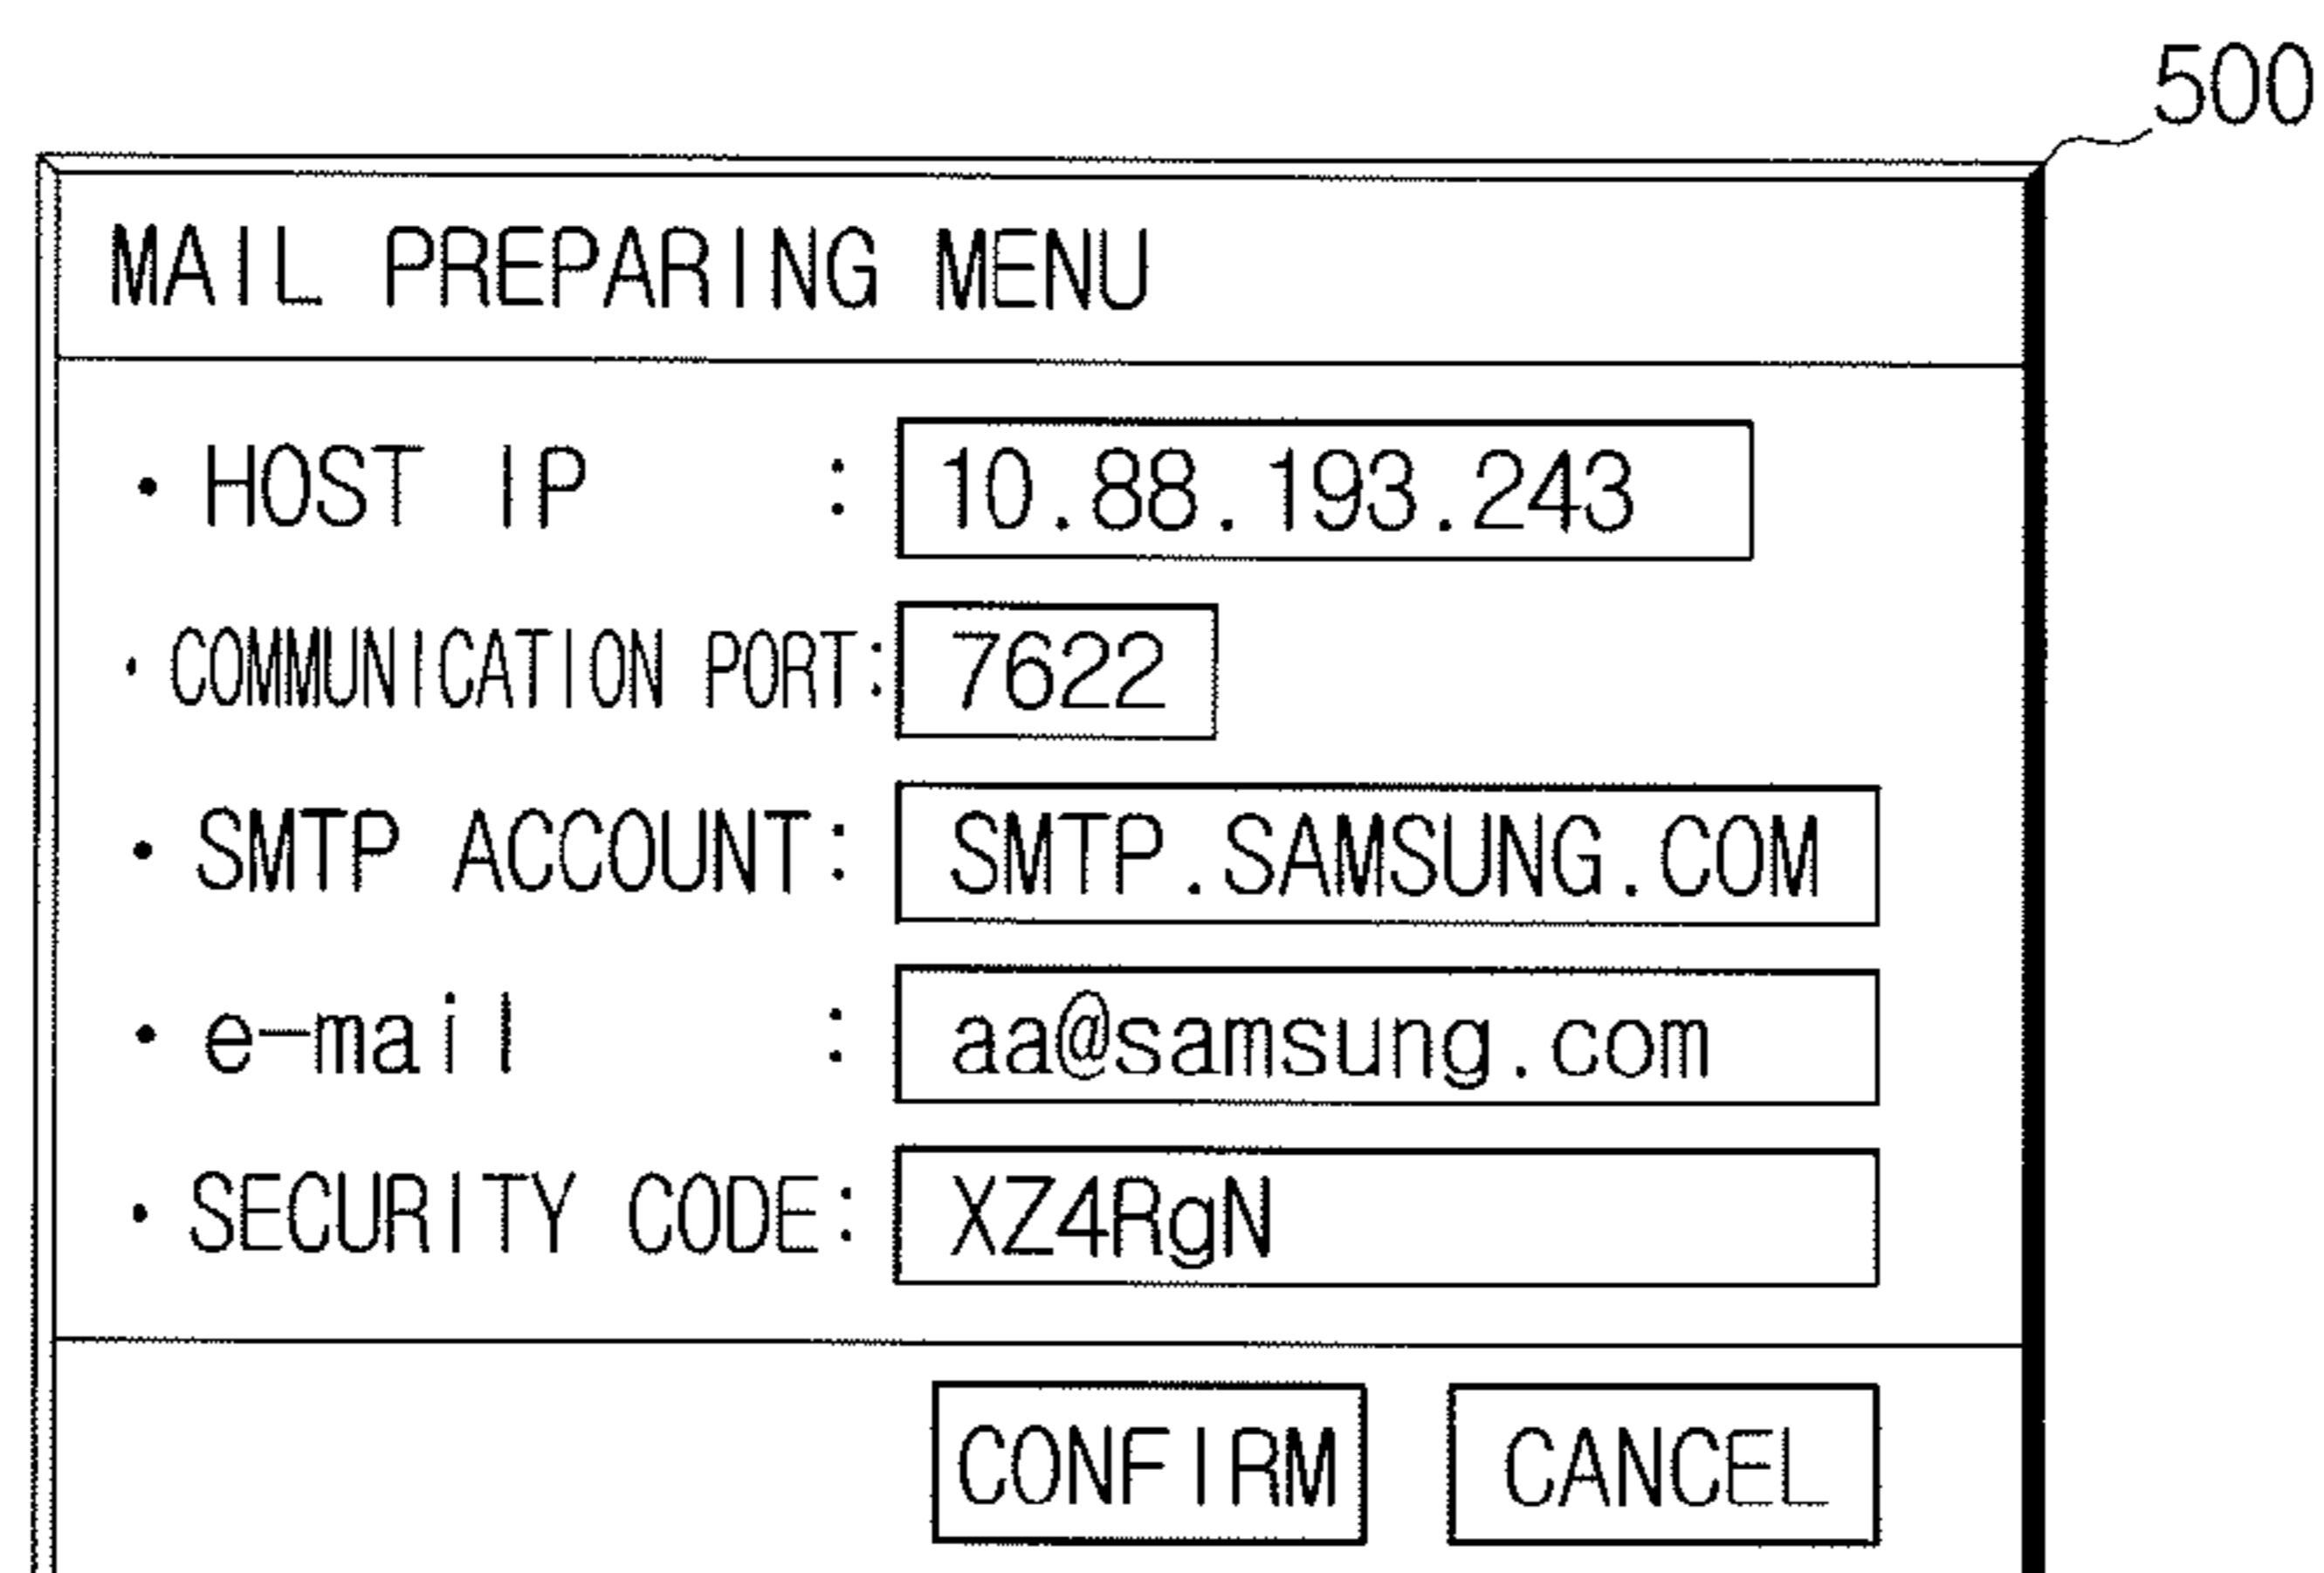 500
MAIL PREPARING MENU
• HOST IP : 10.88.193.243
• COMMUNICATION PORT: 7622
• SMTP ACCOUNT: SMTP.SAMSUNG.COM
• e-mail : aa@samsung.com
• SECURITY CODE: XZ4RgN
CONFIRM CANCEL